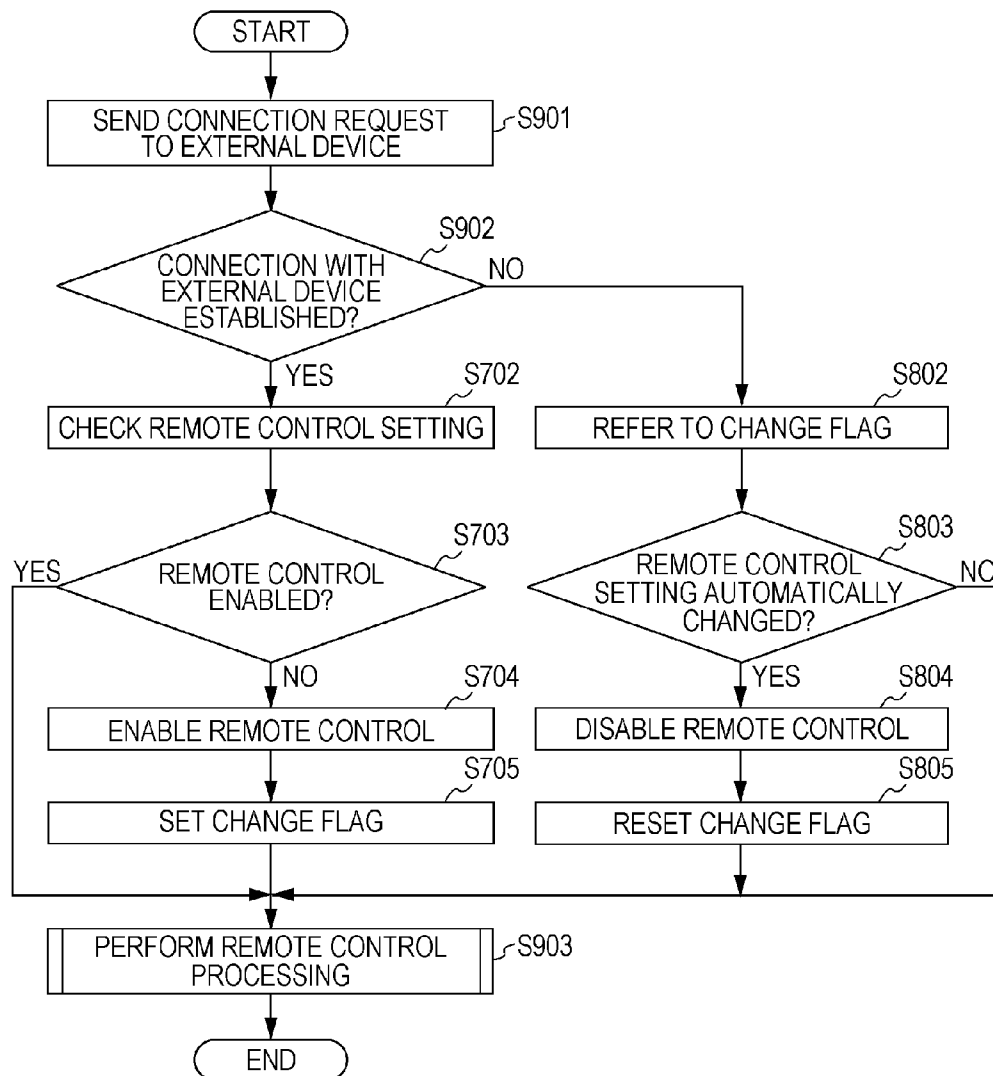 START
SEND CONNECTION REQUEST
TO EXTERNAL DEVICE
S901
CONNECTION WITH
EXTERNAL DEVICE
ESTABLISHED?
S902
NO
YES
S702
CHECK REMOTE CONTROL SETTING
S802
REFER TO CHANGE FLAG
S703
YES
REMOTE CONTROL
ENABLED?
NO
S803
REMOTE CONTROL
SETTING AUTOMATICALLY
CHANGED?
NO
YES
S704
ENABLE REMOTE CONTROL
S804
DISABLE REMOTE CONTROL
S705
SET CHANGE FLAG
S805
RESET CHANGE FLAG
PERFORM REMOTE CONTROL
PROCESSING
S903
END